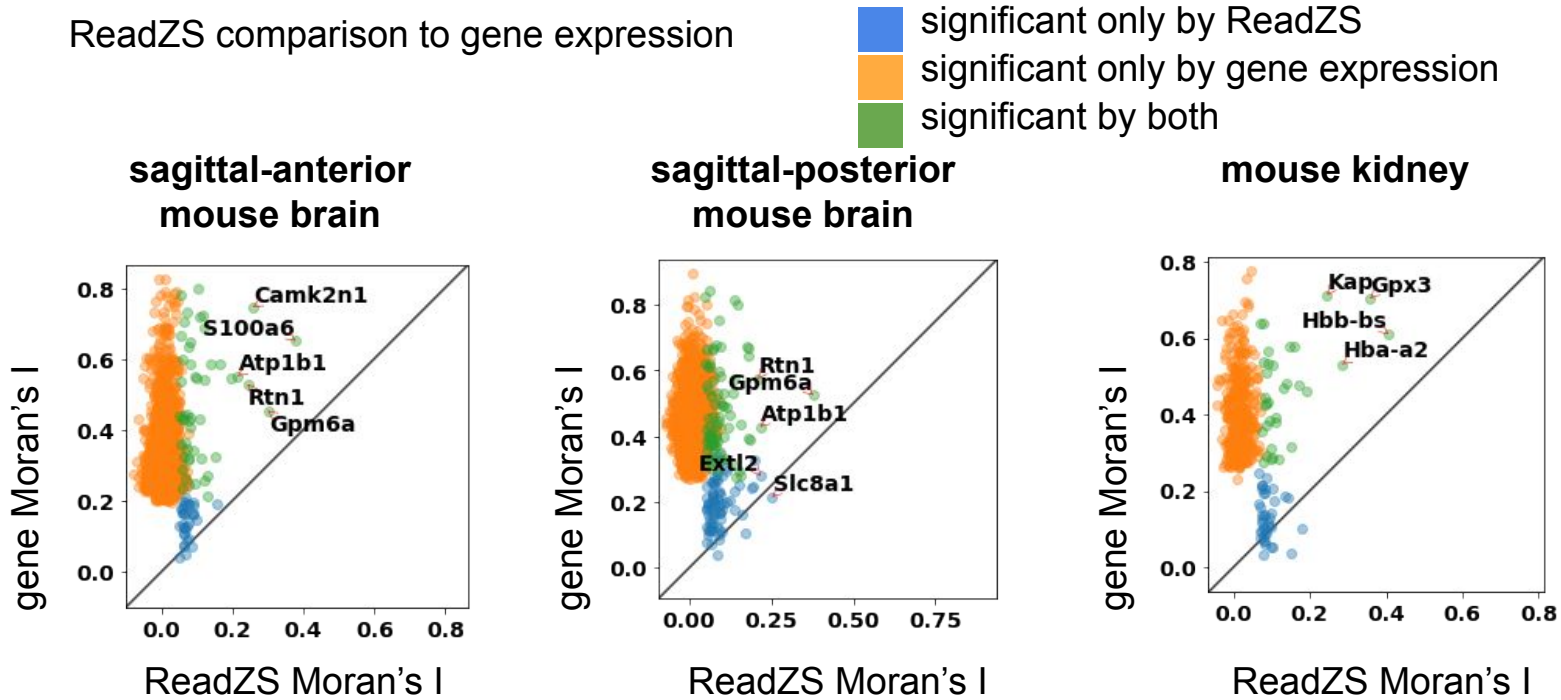 ReadZS comparison to gene expression
significant only by ReadZS
significant only by gene expression
significant by both
sagittal-anterior
mouse brain
gene Moran's I
0.8
0.6
0.4
0.2
0.0
Camk2n1
S100a6
Atp1b1
Rtn1
Gpm6a
0.0 0.2 0.4 0.6 0.8
ReadZS Moran's I
sagittal-posterior
mouse brain
gene Moran's I
0.8
0.6
0.4
0.2
0.0
Rtn1
Gpm6a
Atp1b1
Extl2
Slc8a1
0.00 0.25 0.50 0.75
ReadZS Moran's I
mouse kidney
gene Moran's I
0.8
0.6
0.4
0.2
0.0
Kap Gpx3
Hbb-bs
Hba-a2
0.0 0.2 0.4 0.6 0.8
ReadZS Moran's I